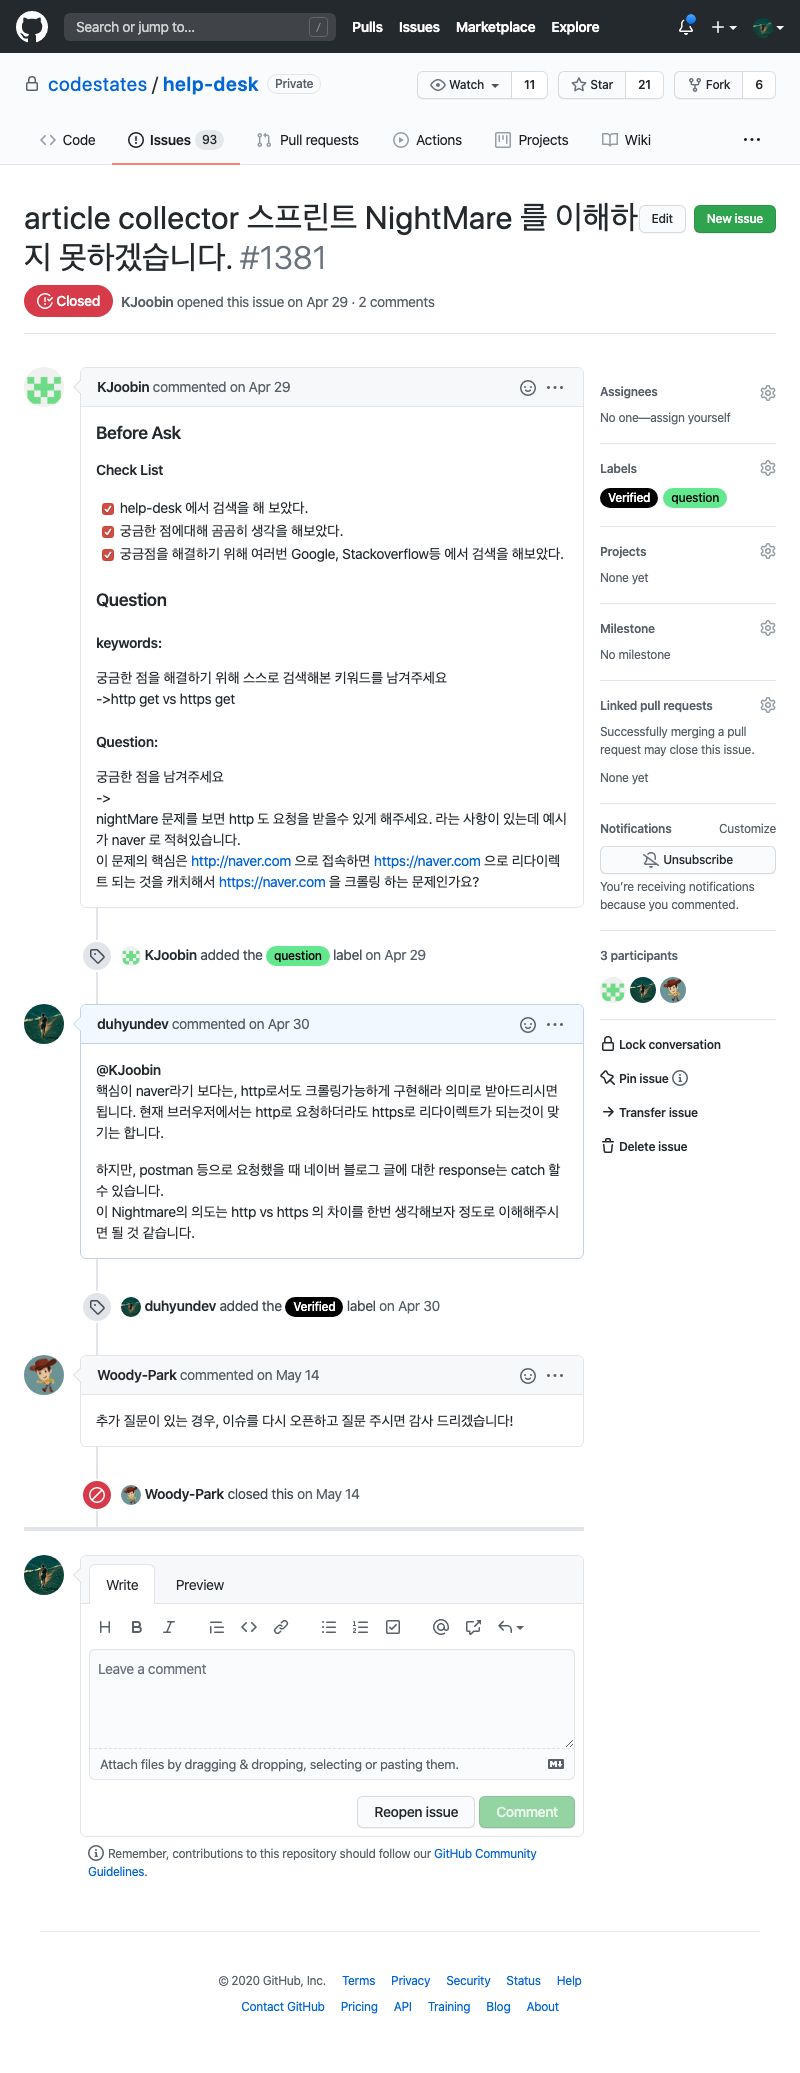 Search or jump to... /
Pulls Issues Marketplace Explore
codestates / help-desk Private
Watch 11 Star 21 Fork 6
Code Issues 93 Pull requests Actions Projects Wiki
article collector 스프린트 NightMare 를 이해하
지 못하겠습니다. #1381
Edit New issue
Closed KJoobin opened this issue on Apr 29 · 2 comments
KJoobin commented on Apr 29
Before Ask
Check List
help-desk 에서 검색을 해 보았다.
궁금한 점에대해 곰곰히 생각을 해보았다.
궁금점을 해결하기 위해 여러번 Google, Stackoverflow등 에서 검색을 해보았다.
Question
keywords:
궁금한 점을 해결하기 위해 스스로 검색해본 키워드를 남겨주세요
->http get vs https get
Question:
궁금한 점을 남겨주세요
->
nightMare 문제를 보면 http 도 요청을 받을수 있게 해주세요. 라는 사항이 있는데 예시
가 naver 로 적혀있습니다.
이 문제의 핵심은 http://naver.com 으로 접속하면 https://naver.com 으로 리다이렉
트 되는 것을 캐치해서 https://naver.com 을 크롤링 하는 문제인가요?
KJoobin added the question label on Apr 29
duhyundev commented on Apr 30
@KJoobin
핵심이 naver라기 보다는, http로서도 크롤링가능하게 구현해라 의미로 받아드리시면
됩니다. 현재 브러우저에서는 http로 요청하더라도 https로 리다이렉트가 되는것이 맞
기는 합니다.
하지만, postman 등으로 요청했을 때 네이버 블로그 글에 대한 response는 catch 할
수 있습니다.
이 Nightmare의 의도는 http vs https 의 차이를 한번 생각해보자 정도로 이해해주시
면 될 것 같습니다.
duhyundev added the Verified label on Apr 30
Woody-Park commented on May 14
추가 질문이 있는 경우, 이슈를 다시 오픈하고 질문 주시면 감사 드리겠습니다!
Woody-Park closed this on May 14
Write Preview
H B I
Leave a comment
Attach files by dragging & dropping, selecting or pasting them.
Reopen issue Comment
Remember, contributions to this repository should follow our GitHub Community
Guidelines.
Assignees
No one—assign yourself
Labels
Verified question
Projects
None yet
Milestone
No milestone
Linked pull requests
Successfully merging a pull
request may close this issue.
None yet
Notifications Customize
Unsubscribe
You're receiving notifications
because you commented.
3 participants
Lock conversation
Pin issue
Transfer issue
Delete issue
© 2020 GitHub, Inc. Terms Privacy Security Status Help
Contact GitHub Pricing API Training Blog About